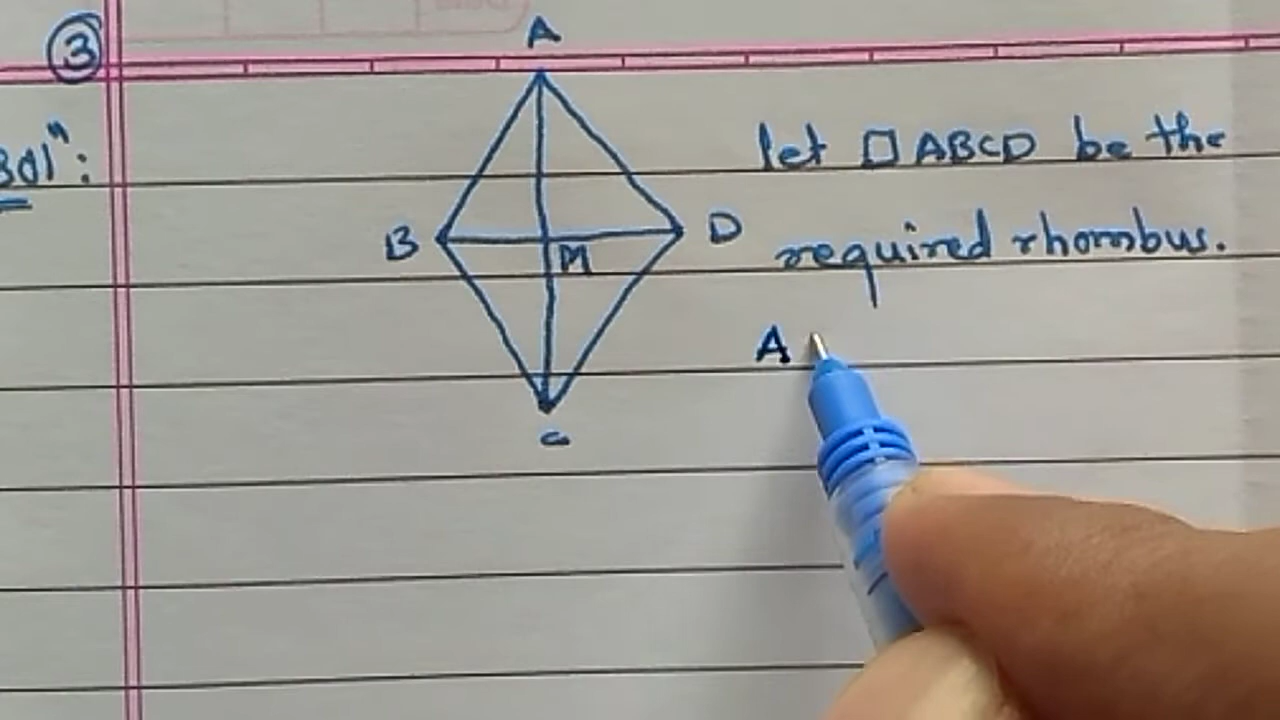 3
Sol":
A
B
D
M
C
let □ABCD be the
required rhombus.
A